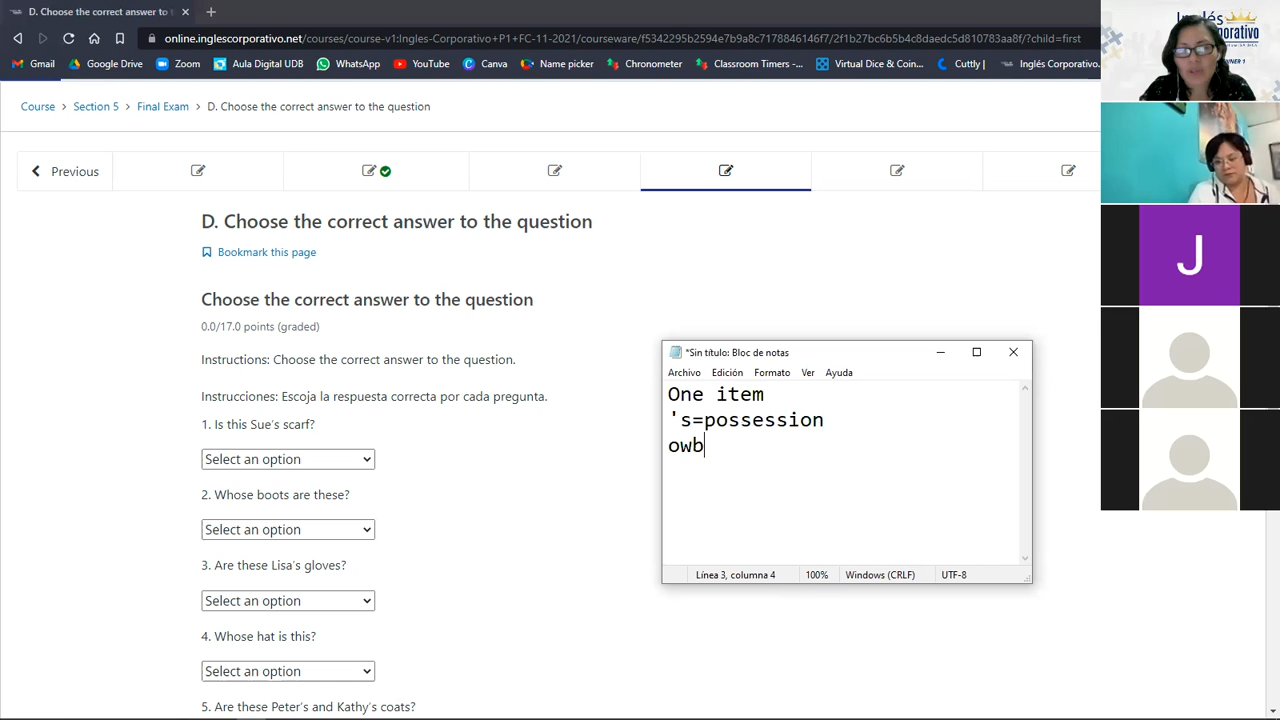 D. Choose the correct answer to
online.inglescorporativo.net/courses/course-v1:Ingles-Corporativo+P1+FC-11-2021/courseware/f5342295b2594e7b9a8c7178846146f7/2f1b27bc6b5b4c8daedc5d810783aa8f/?child=first
Gmail Google Drive Zoom Aula Digital UDB WhatsApp YouTube Canva Name picker Chronometer Classroom Timers -... Virtual Dice & Coin... Cuttly | Inglés Corporativo.
Course > Section 5 > Final Exam > D. Choose the correct answer to the question
Previous
D. Choose the correct answer to the question
Bookmark this page
Choose the correct answer to the question
0.0/17.0 points (graded)
Instructions: Choose the correct answer to the question.
Instrucciones: Escoja la respuesta correcta por cada pregunta.
1. Is this Sue's scarf?
Select an option
2. Whose boots are these?
Select an option
3. Are these Lisa's gloves?
Select an option
4. Whose hat is this?
Select an option
5. Are these Peter's and Kathy's coats?
*Sin título: Bloc de notas
Archivo Edición Formato Ver Ayuda
One item
's=possession
owb
Línea 3, columna 4 100% Windows (CRLF) UTF-8
Inglés
J